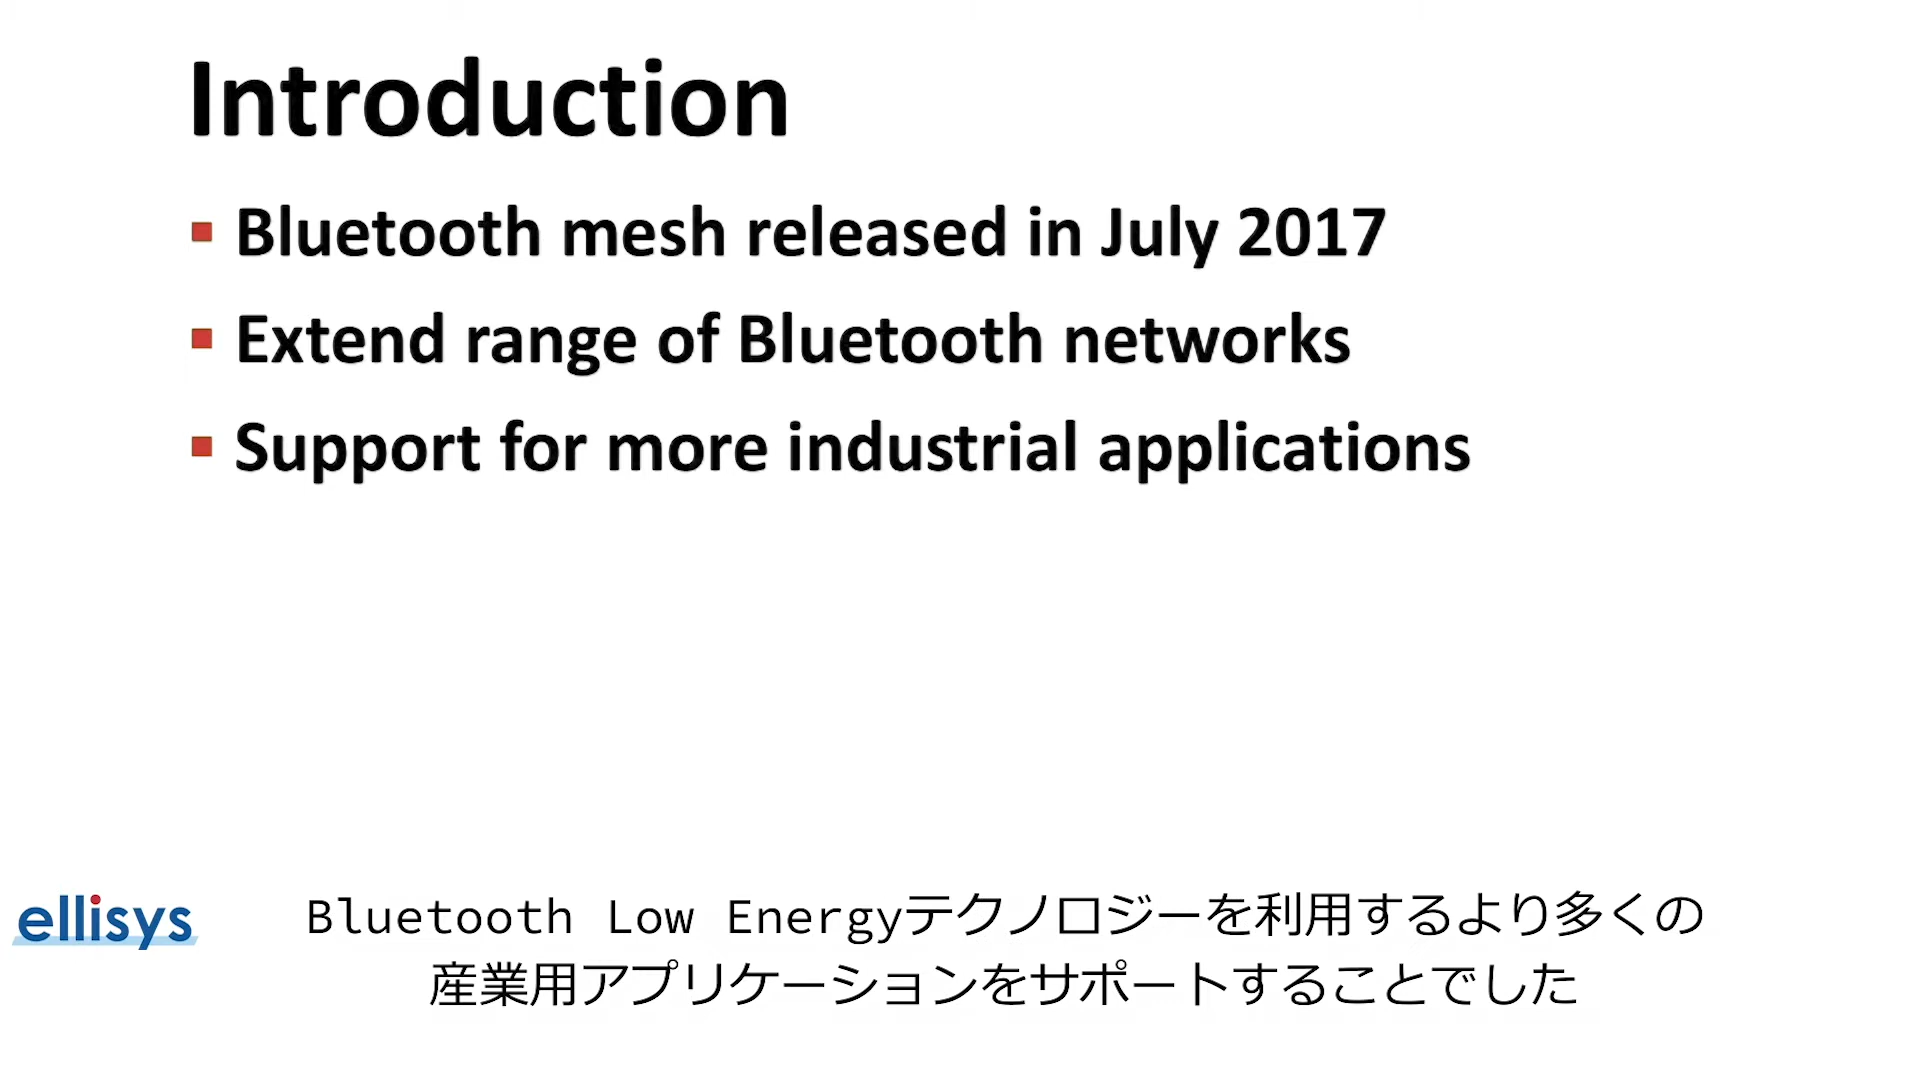 Introduction
Bluetooth mesh released in July 2017
Extend range of Bluetooth networks
Support for more industrial applications
ellisys
Bluetooth Low Energyテクノロジーを利用するより多くの
産業用アプリケーションをサポートすることでした